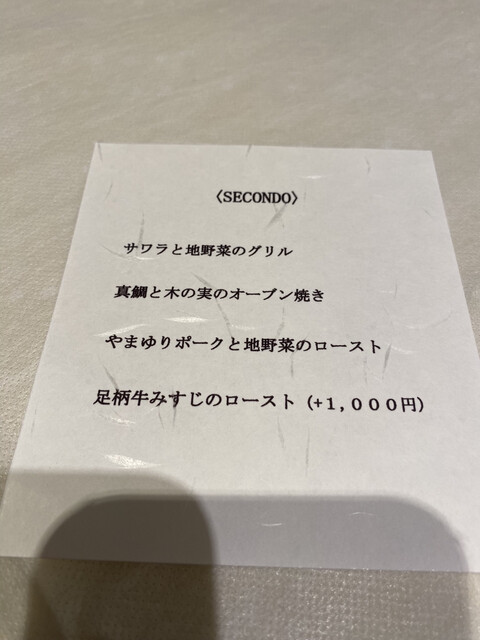 〈SECONDO〉
サワラと地野菜のグリル
真鯛と木の実のオーブン焼き
やまゆりポークと地野菜のロースト
足柄牛みすじのロースト（+１,０００円）